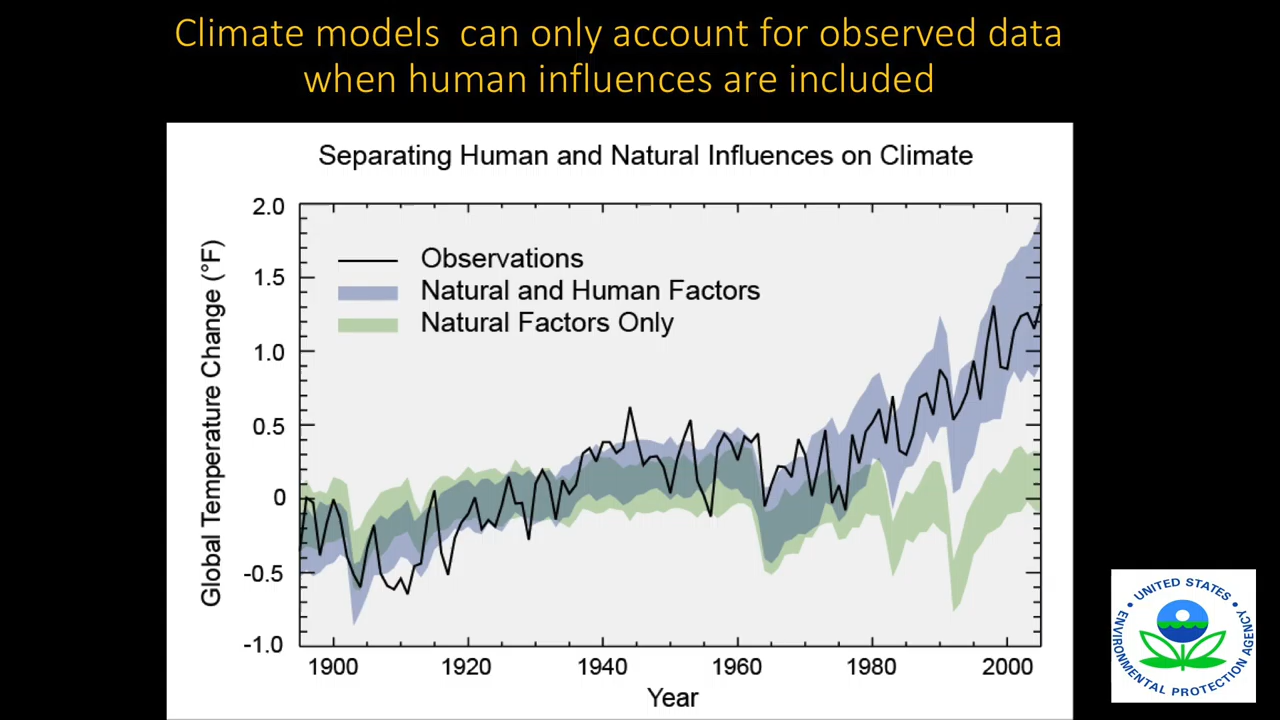 Climate models  can only account for observed data
when human influences are included
Separating Human and Natural Influences on Climate
Global Temperature Change (°F)
2.0
1.5
1.0
0.5
0
-0.5
-1.0
Observations
Natural and Human Factors
Natural Factors Only
1900 1920 1940 1960 1980 2000
Year
UNITED STATES
ENVIRONMENTAL PROTECTION AGENCY